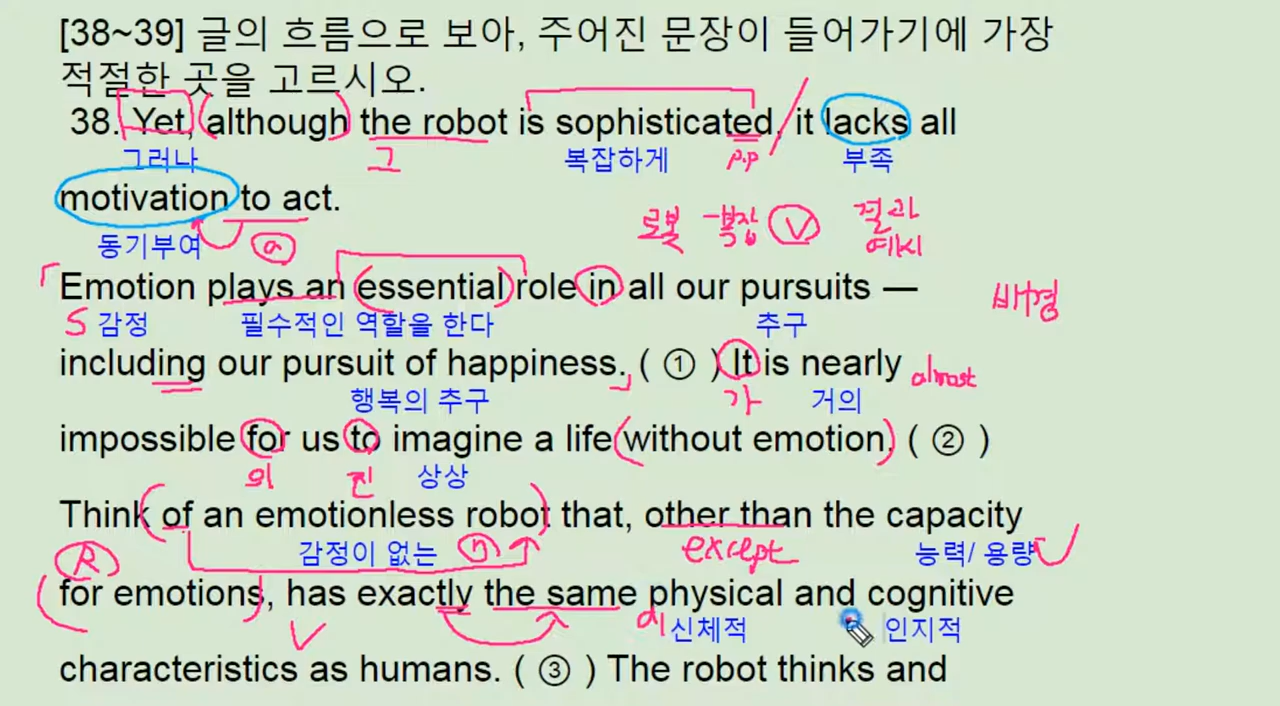 [38~39] 글의 흐름으로 보아, 주어진 문장이 들어가기에 가장
적절한 곳을 고르시오.
38. Yet, although the robot is sophisticated, it lacks all
그러나 그 복잡하게 p.p 부족
motivation to act.
동기부여 ⓐ 로봇 복잡 V 결과
예시
Emotion plays an essential role in all our pursuits —
S 감정 필수적인 역할을 한다 추구 배경
including our pursuit of happiness. ( ① ) It is nearly
행복의 추구 가 거의 almost
impossible for us to imagine a life without emotion. ( ② )
의 진 상상
Think of an emotionless robot that, other than the capacity
R 감정이 없는 ⓝ except 능력/ 용량
for emotions, has exactly the same physical and cognitive
V 신체적 인지적
characteristics as humans. ( ③ ) The robot thinks and